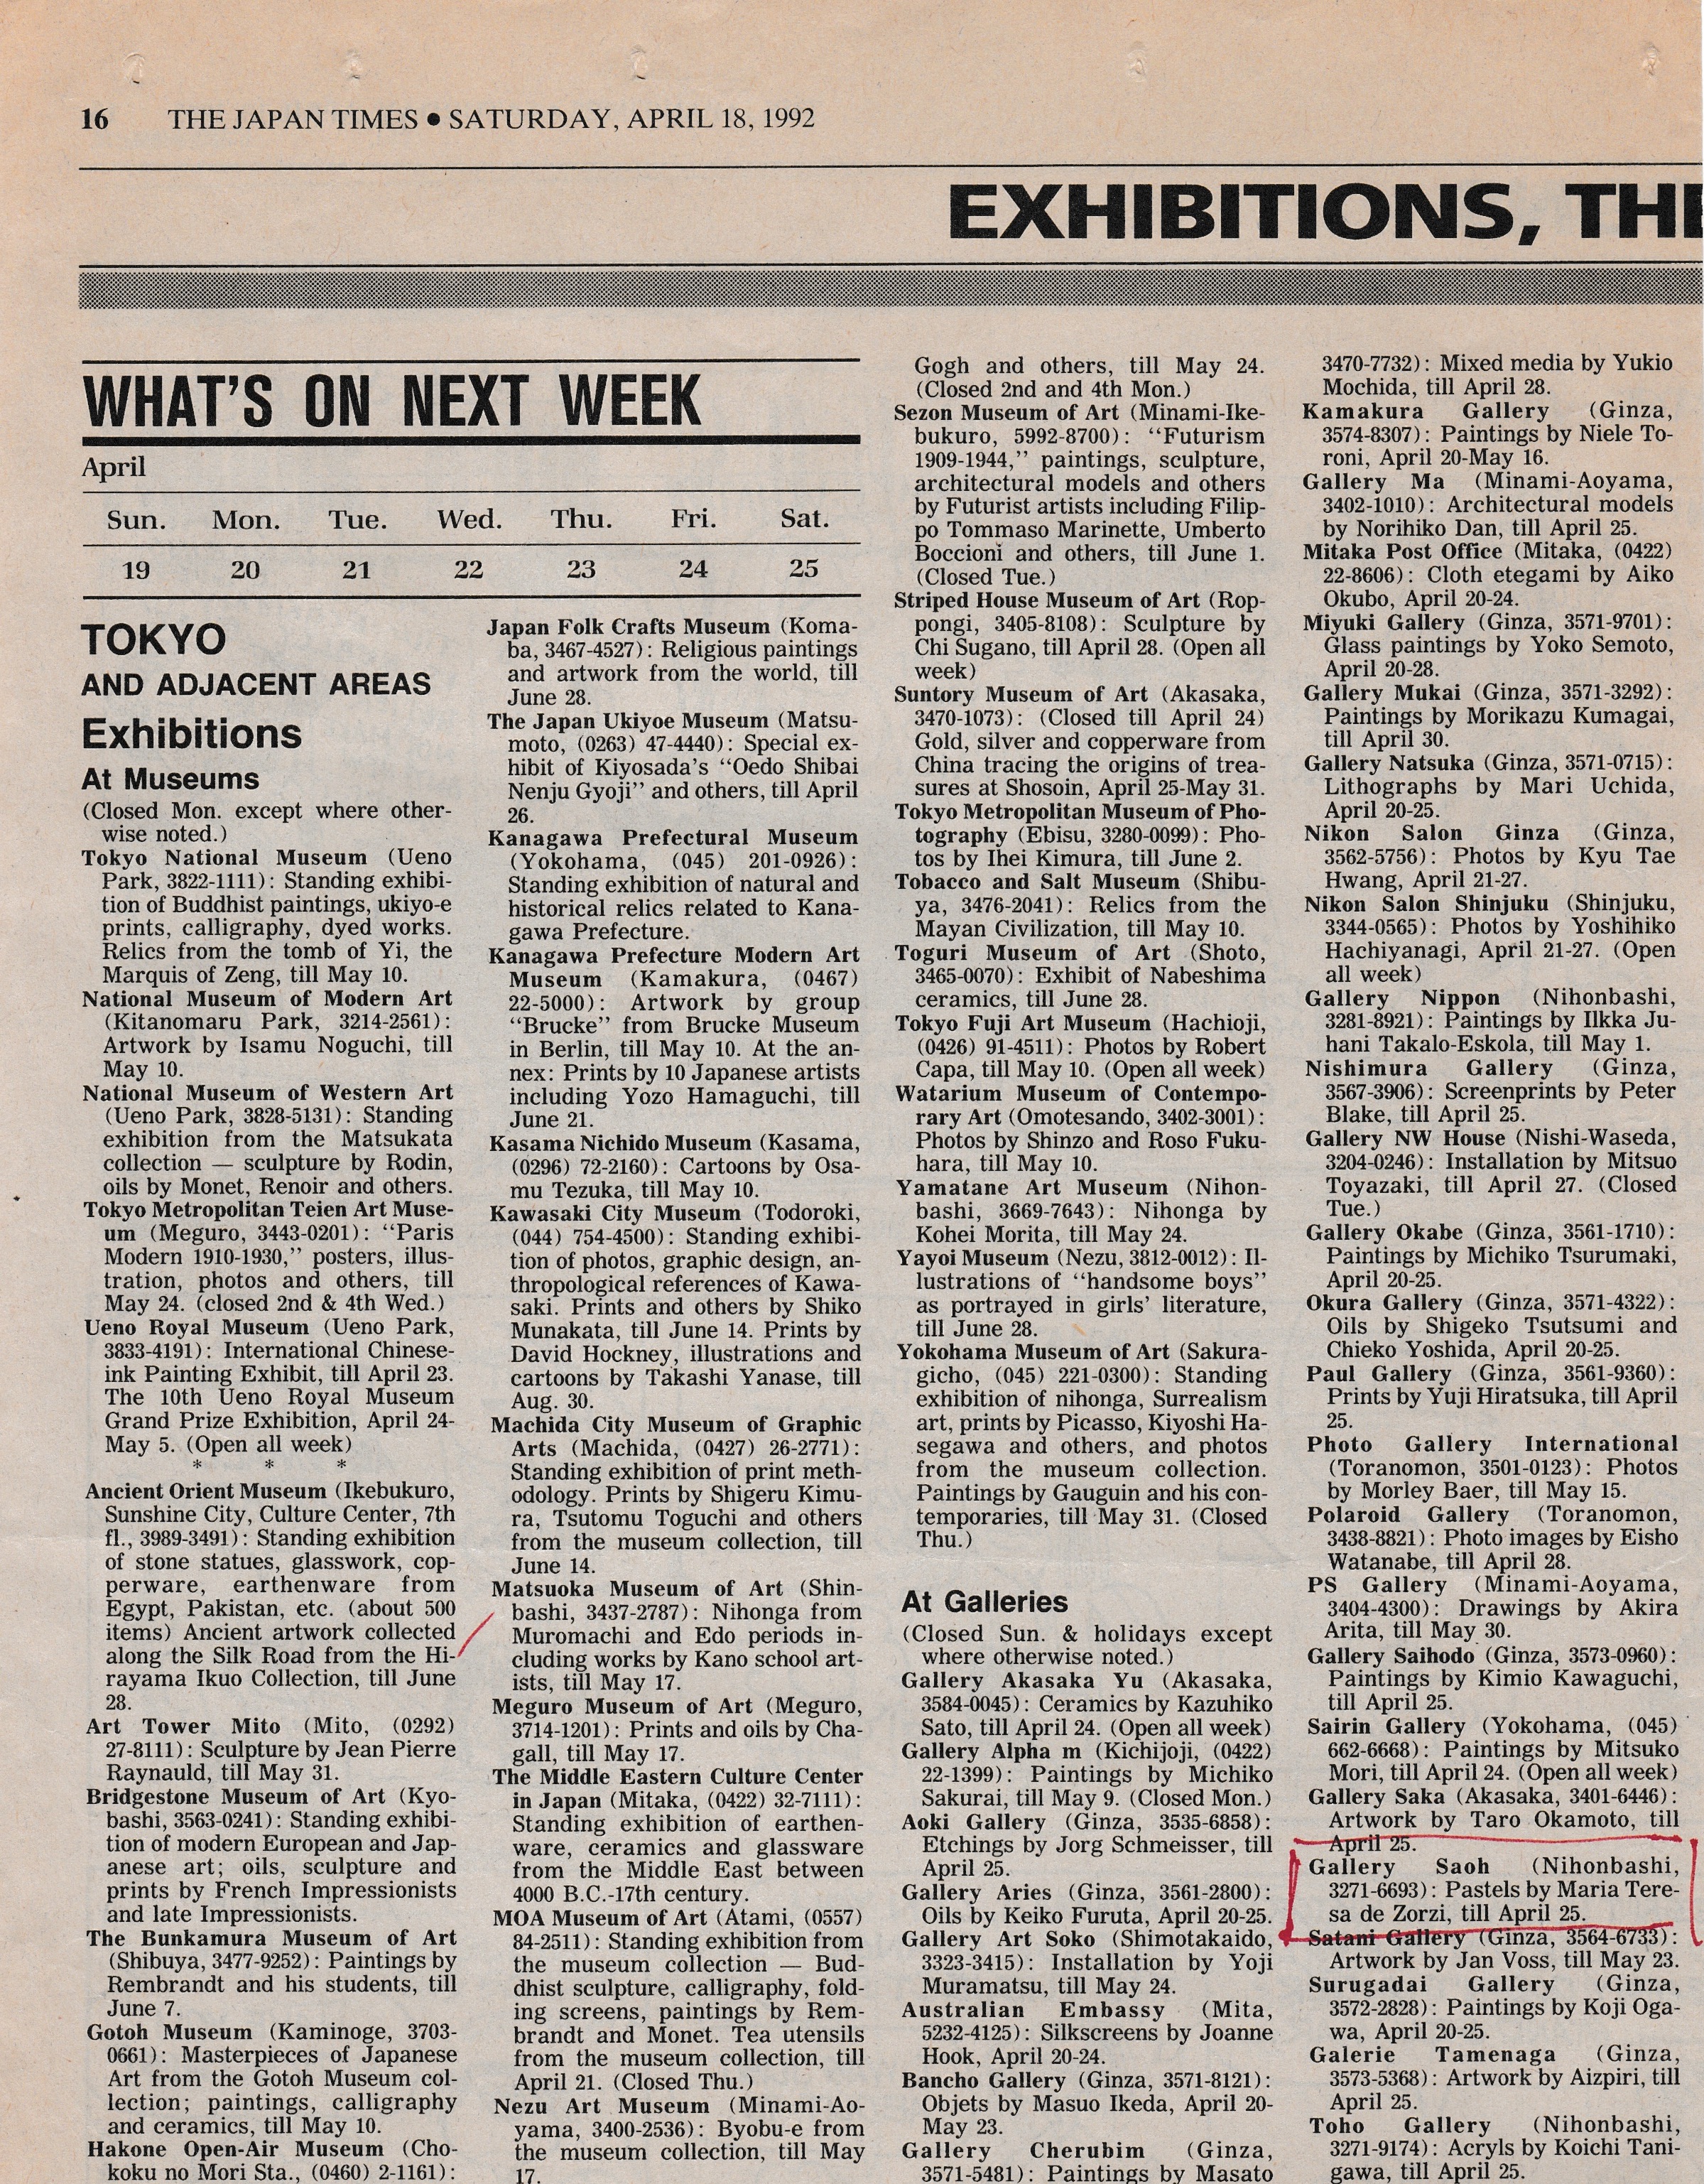 16 THE JAPAN TIMES ● SATURDAY, APRIL 18, 1992
EXHIBITIONS,
WHAT'S ON NEXT WEEK
April
Sun. Mon. Tue. Wed. Thu. Fri. Sat.
19 20 21 22 23 24 25
TOKYO
AND ADJACENT AREAS
Exhibitions
At Museums
(Closed Mon. except where other-
wise noted.)
Tokyo National Museum (Ueno
Park, 3822-1111): Standing exhibi-
tion of Buddhist paintings, ukiyo-e
prints, calligraphy, dyed works.
Relics from the tomb of Yi, the
Marquis of Zeng, till May 10.
National Museum of Modern Art
(Kitanomaru Park, 3214-2561):
Artwork by Isamu Noguchi, till
May 10.
National Museum of Western Art
(Ueno Park, 3828-5131): Standing
exhibition from the Matsukata
collection — sculpture by Rodin,
oils by Monet, Renoir and others.
Tokyo Metropolitan Teien Art Muse-
um (Meguro, 3443-0201): “Paris
Modern 1910-1930,” posters, illus-
tration, photos and others, till
May 24. (closed 2nd & 4th Wed.)
Ueno Royal Museum (Ueno Park,
3833-4191): International Chinese-
ink Painting Exhibit, till April 23.
The 10th Ueno Royal Museum
Grand Prize Exhibition, April 24-
May 5. (Open all week)
* * *
Ancient Orient Museum (Ikebukuro,
Sunshine City, Culture Center, 7th
fl., 3989-3491): Standing exhibition
of stone statues, glasswork, cop-
perware, earthenware from
Egypt, Pakistan, etc. (about 500
items) Ancient artwork collected
along the Silk Road from the Hi-
rayama Ikuo Collection, till June
28.
Art Tower Mito (Mito, (0292)
27-8111): Sculpture by Jean Pierre
Raynauld, till May 31.
Bridgestone Museum of Art (Kyo-
bashi, 3563-0241): Standing exhibi-
tion of modern European and Jap-
anese art; oils, sculpture and
prints by French Impressionists
and late Impressionists.
The Bunkamura Museum of Art
(Shibuya, 3477-9252): Paintings by
Rembrandt and his students, till
June 7.
Gotoh Museum (Kaminoge, 3703-
0661): Masterpieces of Japanese
Art from the Gotoh Museum col-
lection; paintings, calligraphy
and ceramics, till May 10.
Hakone Open-Air Museum (Cho-
koku no Mori Sta., (0460) 2-1161):
Japan Folk Crafts Museum (Koma-
ba, 3467-4527): Religious paintings
and artwork from the world, till
June 28.
The Japan Ukiyoe Museum (Matsu-
moto, (0263) 47-4440): Special ex-
hibit of Kiyosada's “Oedo Shibai
Nenju Gyoji” and others, till April
26.
Kanagawa Prefectural Museum
(Yokohama, (045) 201-0926):
Standing exhibition of natural and
historical relics related to Kana-
gawa Prefecture.
Kanagawa Prefecture Modern Art
Museum (Kamakura, (0467)
22-5000): Artwork by group
“Brucke” from Brucke Museum
in Berlin, till May 10. At the an-
nex: Prints by 10 Japanese artists
including Yozo Hamaguchi, till
June 21.
Kasama Nichido Museum (Kasama,
(0296) 72-2160): Cartoons by Osa-
mu Tezuka, till May 10.
Kawasaki City Museum (Todoroki,
(044) 754-4500): Standing exhibi-
tion of photos, graphic design, an-
thropological references of Kawa-
saki. Prints and others by Shiko
Munakata, till June 14. Prints by
David Hockney, illustrations and
cartoons by Takashi Yanase, till
Aug. 30.
Machida City Museum of Graphic
Arts (Machida, (0427) 26-2771):
Standing exhibition of print meth-
odology. Prints by Shigeru Kimu-
ra, Tsutomu Toguchi and others
from the museum collection, till
June 14.
Matsuoka Museum of Art (Shin-
bashi, 3437-2787): Nihonga from
Muromachi and Edo periods in-
cluding works by Kano school art-
ists, till May 17.
Meguro Museum of Art (Meguro,
3714-1201): Prints and oils by Cha-
gall, till May 17.
The Middle Eastern Culture Center
in Japan (Mitaka, (0422) 32-7111):
Standing exhibition of earthen-
ware, ceramics and glassware
from the Middle East between
4000 B.C.-17th century.
MOA Museum of Art (Atami, (0557)
84-2511): Standing exhibition from
the museum collection — Bud-
dhist sculpture, calligraphy, fold-
ing screens, paintings by Rem-
brandt and Monet. Tea utensils
from the museum collection, till
April 21. (Closed Thu.)
Nezu Art Museum (Minami-Ao-
yama, 3400-2536): Byobu-e from
the museum collection, till May
17.
Gogh and others, till May 24.
(Closed 2nd and 4th Mon.)
Sezon Museum of Art (Minami-Ike-
bukuro, 5992-8700): “Futurism
1909-1944,” paintings, sculpture,
architectural models and others
by Futurist artists including Filip-
po Tommaso Marinette, Umberto
Boccioni and others, till June 1.
(Closed Tue.)
Striped House Museum of Art (Rop-
pongi, 3405-8108): Sculpture by
Chi Sugano, till April 28. (Open all
week)
Suntory Museum of Art (Akasaka,
3470-1073): (Closed till April 24)
Gold, silver and copperware from
China tracing the origins of trea-
sures at Shosoin, April 25-May 31.
Tokyo Metropolitan Museum of Pho-
tography (Ebisu, 3280-0099): Pho-
tos by Ihei Kimura, till June 2.
Tobacco and Salt Museum (Shibu-
ya, 3476-2041): Relics from the
Mayan Civilization, till May 10.
Toguri Museum of Art (Shoto,
3465-0070): Exhibit of Nabeshima
ceramics, till June 28.
Tokyo Fuji Art Museum (Hachioji,
(0426) 91-4511): Photos by Robert
Capa, till May 10. (Open all week)
Watarium Museum of Contempo-
rary Art (Omotesando, 3402-3001):
Photos by Shinzo and Roso Fuku-
hara, till May 10.
Yamatane Art Museum (Nihon-
bashi, 3669-7643): Nihonga by
Kohei Morita, till May 24.
Yayoi Museum (Nezu, 3812-0012): Il-
lustrations of “handsome boys”
as portrayed in girls' literature,
till June 28.
Yokohama Museum of Art (Sakura-
gicho, (045) 221-0300): Standing
exhibition of nihonga, Surrealism
art, prints by Picasso, Kiyoshi Ha-
segawa and others, and photos
from the museum collection.
Paintings by Gauguin and his con-
temporaries, till May 31. (Closed
Thu.)
At Galleries
(Closed Sun. & holidays except
where otherwise noted.)
Gallery Akasaka Yu (Akasaka,
3584-0045): Ceramics by Kazuhiko
Sato, till April 24. (Open all week)
Gallery Alpha m (Kichijoji, (0422)
22-1399): Paintings by Michiko
Sakurai, till May 9. (Closed Mon.)
Aoki Gallery (Ginza, 3535-6858):
Etchings by Jorg Schmeisser, till
April 25.
Gallery Aries (Ginza, 3561-2800):
Oils by Keiko Furuta, April 20-25.
Gallery Art Soko (Shimotakaido,
3323-3415): Installation by Yoji
Muramatsu, till May 24.
Australian Embassy (Mita,
5232-4125): Silkscreens by Joanne
Hook, April 20-24.
Bancho Gallery (Ginza, 3571-8121):
Objets by Masuo Ikeda, April 20-
May 23.
Gallery Cherubim (Ginza,
3571-5481): Paintings by Masato
3470-7732): Mixed media by Yukio
Mochida, till April 28.
Kamakura Gallery (Ginza,
3574-8307): Paintings by Niele To-
roni, April 20-May 16.
Gallery Ma (Minami-Aoyama,
3402-1010): Architectural models
by Norihiko Dan, till April 25.
Mitaka Post Office (Mitaka, (0422)
22-8606): Cloth etegami by Aiko
Okubo, April 20-24.
Miyuki Gallery (Ginza, 3571-9701):
Glass paintings by Yoko Semoto,
April 20-28.
Gallery Mukai (Ginza, 3571-3292):
Paintings by Morikazu Kumagai,
till April 30.
Gallery Natsuka (Ginza, 3571-0715):
Lithographs by Mari Uchida,
April 20-25.
Nikon Salon Ginza (Ginza,
3562-5756): Photos by Kyu Tae
Hwang, April 21-27.
Nikon Salon Shinjuku (Shinjuku,
3344-0565): Photos by Yoshihiko
Hachiyanagi, April 21-27. (Open
all week)
Gallery Nippon (Nihonbashi,
3281-8921): Paintings by Ilkka Ju-
hani Takalo-Eskola, till May 1.
Nishimura Gallery (Ginza,
3567-3906): Screenprints by Peter
Blake, till April 25.
Gallery NW House (Nishi-Waseda,
3204-0246): Installation by Mitsuo
Toyazaki, till April 27. (Closed
Tue.)
Gallery Okabe (Ginza, 3561-1710):
Paintings by Michiko Tsurumaki,
April 20-25.
Okura Gallery (Ginza, 3571-4322):
Oils by Shigeko Tsutsumi and
Chieko Yoshida, April 20-25.
Paul Gallery (Ginza, 3561-9360):
Prints by Yuji Hiratsuka, till April
25.
Photo Gallery International
(Toranomon, 3501-0123): Photos
by Morley Baer, till May 15.
Polaroid Gallery (Toranomon,
3438-8821): Photo images by Eisho
Watanabe, till April 28.
PS Gallery (Minami-Aoyama,
3404-4300): Drawings by Akira
Arita, till May 30.
Gallery Saihodo (Ginza, 3573-0960):
Paintings by Kimio Kawaguchi,
till April 25.
Sairin Gallery (Yokohama, (045)
662-6668): Paintings by Mitsuko
Mori, till April 24. (Open all week)
Gallery Saka (Akasaka, 3401-6446):
Artwork by Taro Okamoto, till
April 25.
Gallery Saoh (Nihonbashi,
3271-6693): Pastels by Maria Tere-
sa de Zorzi, till April 25.
Satani Gallery (Ginza, 3564-6733):
Artwork by Jan Voss, till May 23.
Surugadai Gallery (Ginza,
3572-2828): Paintings by Koji Oga-
wa, April 20-25.
Galerie Tamenaga (Ginza,
3573-5368): Artwork by Aizpiri, till
April 25.
Toho Gallery (Nihonbashi,
3271-9174): Acryls by Koichi Tani-
gawa, till April 25.